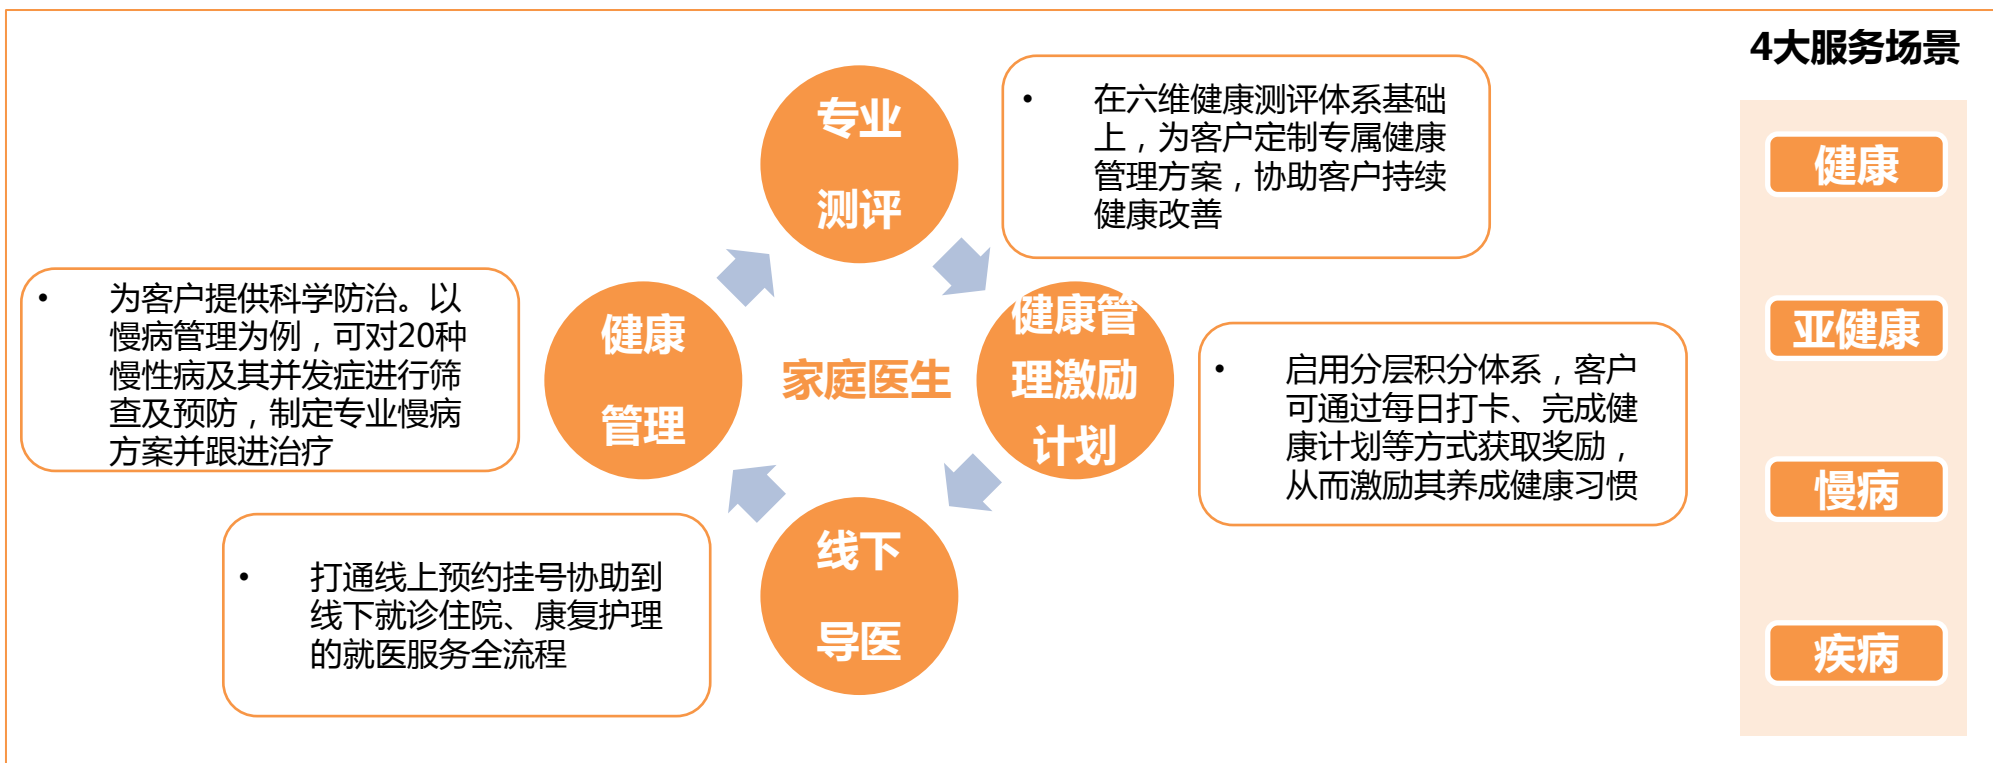 4大服务场景
专业
测评
• 在六维健康测评体系基础
上，为客户定制专属健康
管理方案，协助客户持续
健康改善
健康管
理激励
计划
• 启用分层积分体系，客户
可通过每日打卡、完成健
康计划等方式获取奖励，
从而激励其养成健康习惯
家庭医生
健康
管理
• 为客户提供科学防治。以
慢病管理为例，可对20种
慢性病及其并发症进行筛
查及预防，制定专业慢病
方案并跟进治疗
线下
导医
• 打通线上预约挂号协助到
线下就诊住院、康复护理
的就医服务全流程
健康
亚健康
慢病
疾病